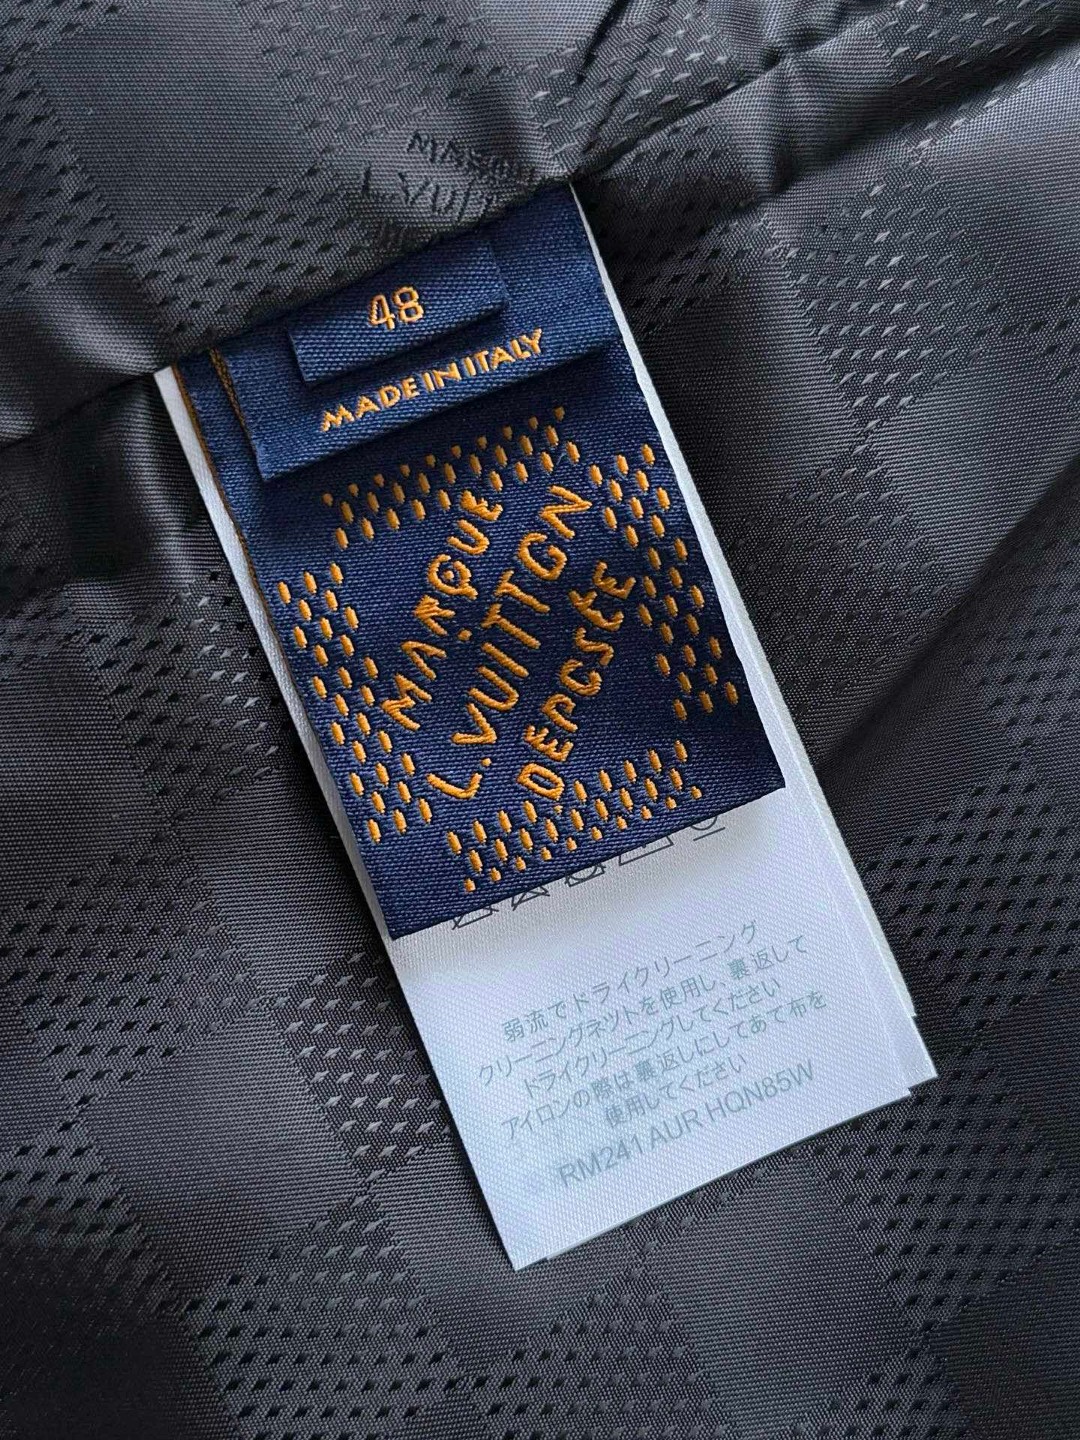 MARQUE
L.VUITT
48
MADE IN ITALY
MARQUE
L.VUITTON
DÉPOSÉE
弱流でドライクリーニング
クリーニングネットを使用し、裏返して
ドライクリーニングしてください
アイロンの際は裏返しにしてあて布を
使用してください
RM241 AUR HQN85W